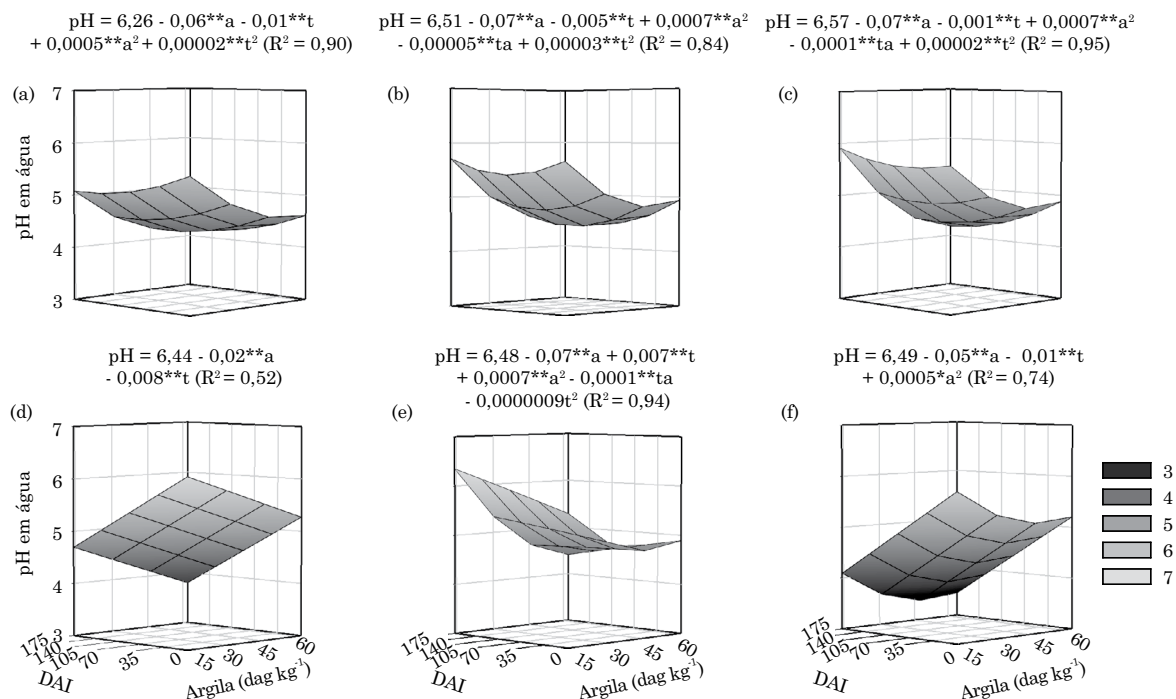 pH = 6,26 - 0,06**a - 0,01**t
+ 0,0005**a² + 0,00002**t² (R² = 0,90)
pH = 6,51 - 0,07**a - 0,005**t + 0,0007**a²
- 0,00005**ta + 0,00003**t² (R² = 0,84)
pH = 6,57 - 0,07**a - 0,001**t + 0,0007**a²
- 0,0001**ta + 0,00002**t² (R² = 0,95)
(a)
(b)
(c)
pH em água
7
6
5
4
3
pH = 6,44 - 0,02**a
- 0,008**t (R² = 0,52)
pH = 6,48 - 0,07**a + 0,007**t
+ 0,0007**a² - 0,0001**ta
- 0,0000009t² (R² = 0,94)
pH = 6,49 - 0,05**a - 0,01**t
+ 0,0005*a² (R² = 0,74)
(d)
(e)
(f)
pH em água
7
6
5
4
3
175
140
105
70
35
0
15
30
45
60
DAI
Argila (dag kg⁻¹)
175
140
105
70
35
0
15
30
45
60
DAI
Argila (dag kg⁻¹)
175
140
105
70
35
0
15
30
45
60
DAI
Argila (dag kg⁻¹)
3
4
5
6
7